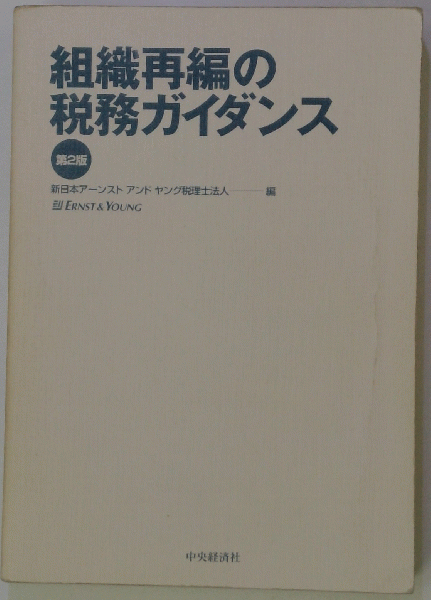 組織再編の
税務ガイダンス
第2版
新日本アーンスト アンド ヤング税理士法人 ── 編
ERNST & YOUNG
中央経済社